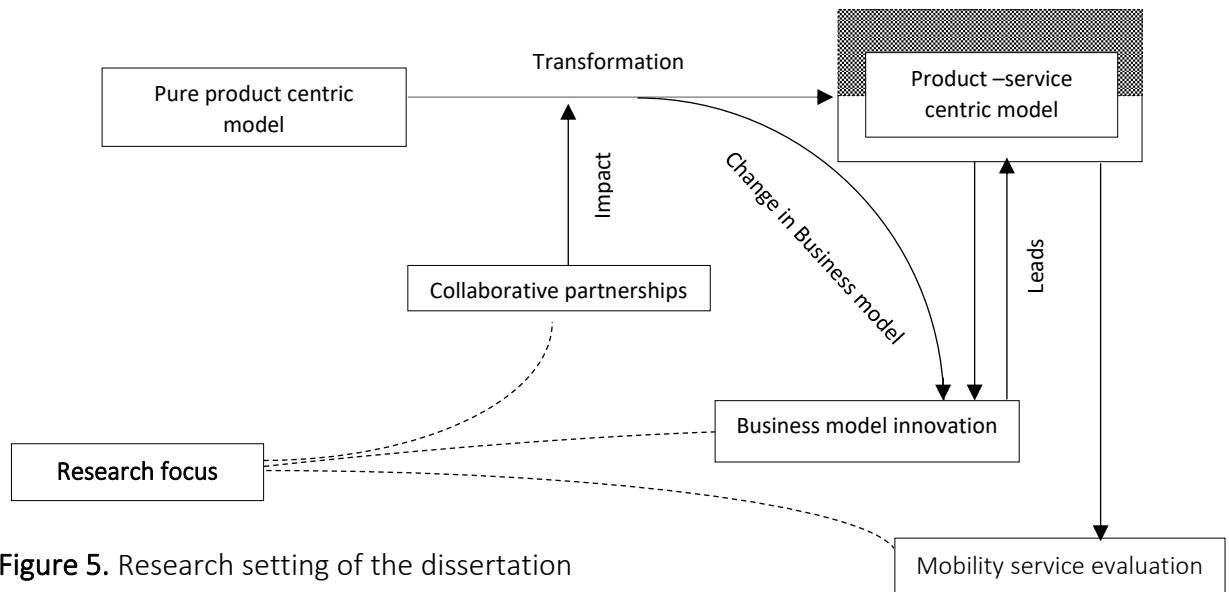 Transformation
Pure product centric
model
Product –service
centric model
Impact
Change in Business model
Leads
Collaborative partnerships
Business model innovation
Research focus
Mobility service evaluation
Figure 5. Research setting of the dissertation